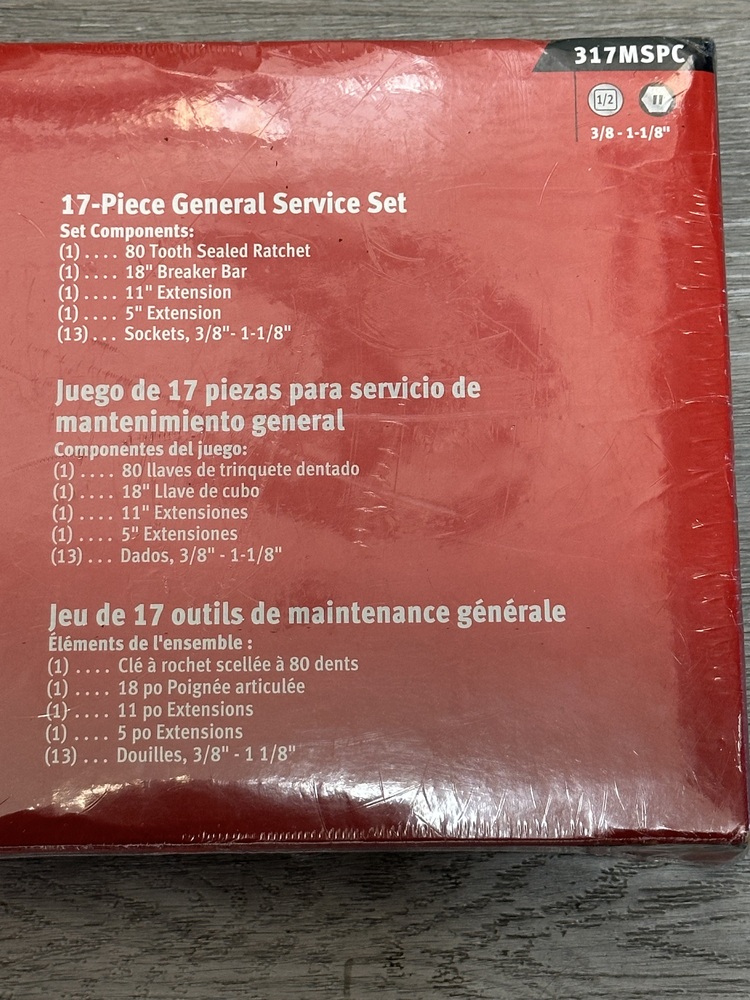 317MSPC
1/2
3/8 - 1-1/8"
17-Piece General Service Set
Set Components:
(1) .... 80 Tooth Sealed Ratchet
(1) .... 18" Breaker Bar
(1) .... 11" Extension
(1) .... 5" Extension
(13) ... Sockets, 3/8"- 1-1/8"
Juego de 17 piezas para servicio de
mantenimiento general
Componentes del juego:
(1) .... 80 llaves de trinquete dentado
(1) .... 18" Llave de cubo
(1) .... 11" Extensiones
(1) .... 5" Extensiones
(13) ... Dados, 3/8" - 1-1/8"
Jeu de 17 outils de maintenance générale
Éléments de l'ensemble :
(1) .... Clé à rochet scellée à 80 dents
(1) .... 18 po Poignée articulée
(1) .... 11 po Extensions
(1) .... 5 po Extensions
(13) ... Douilles, 3/8" - 1 1/8"